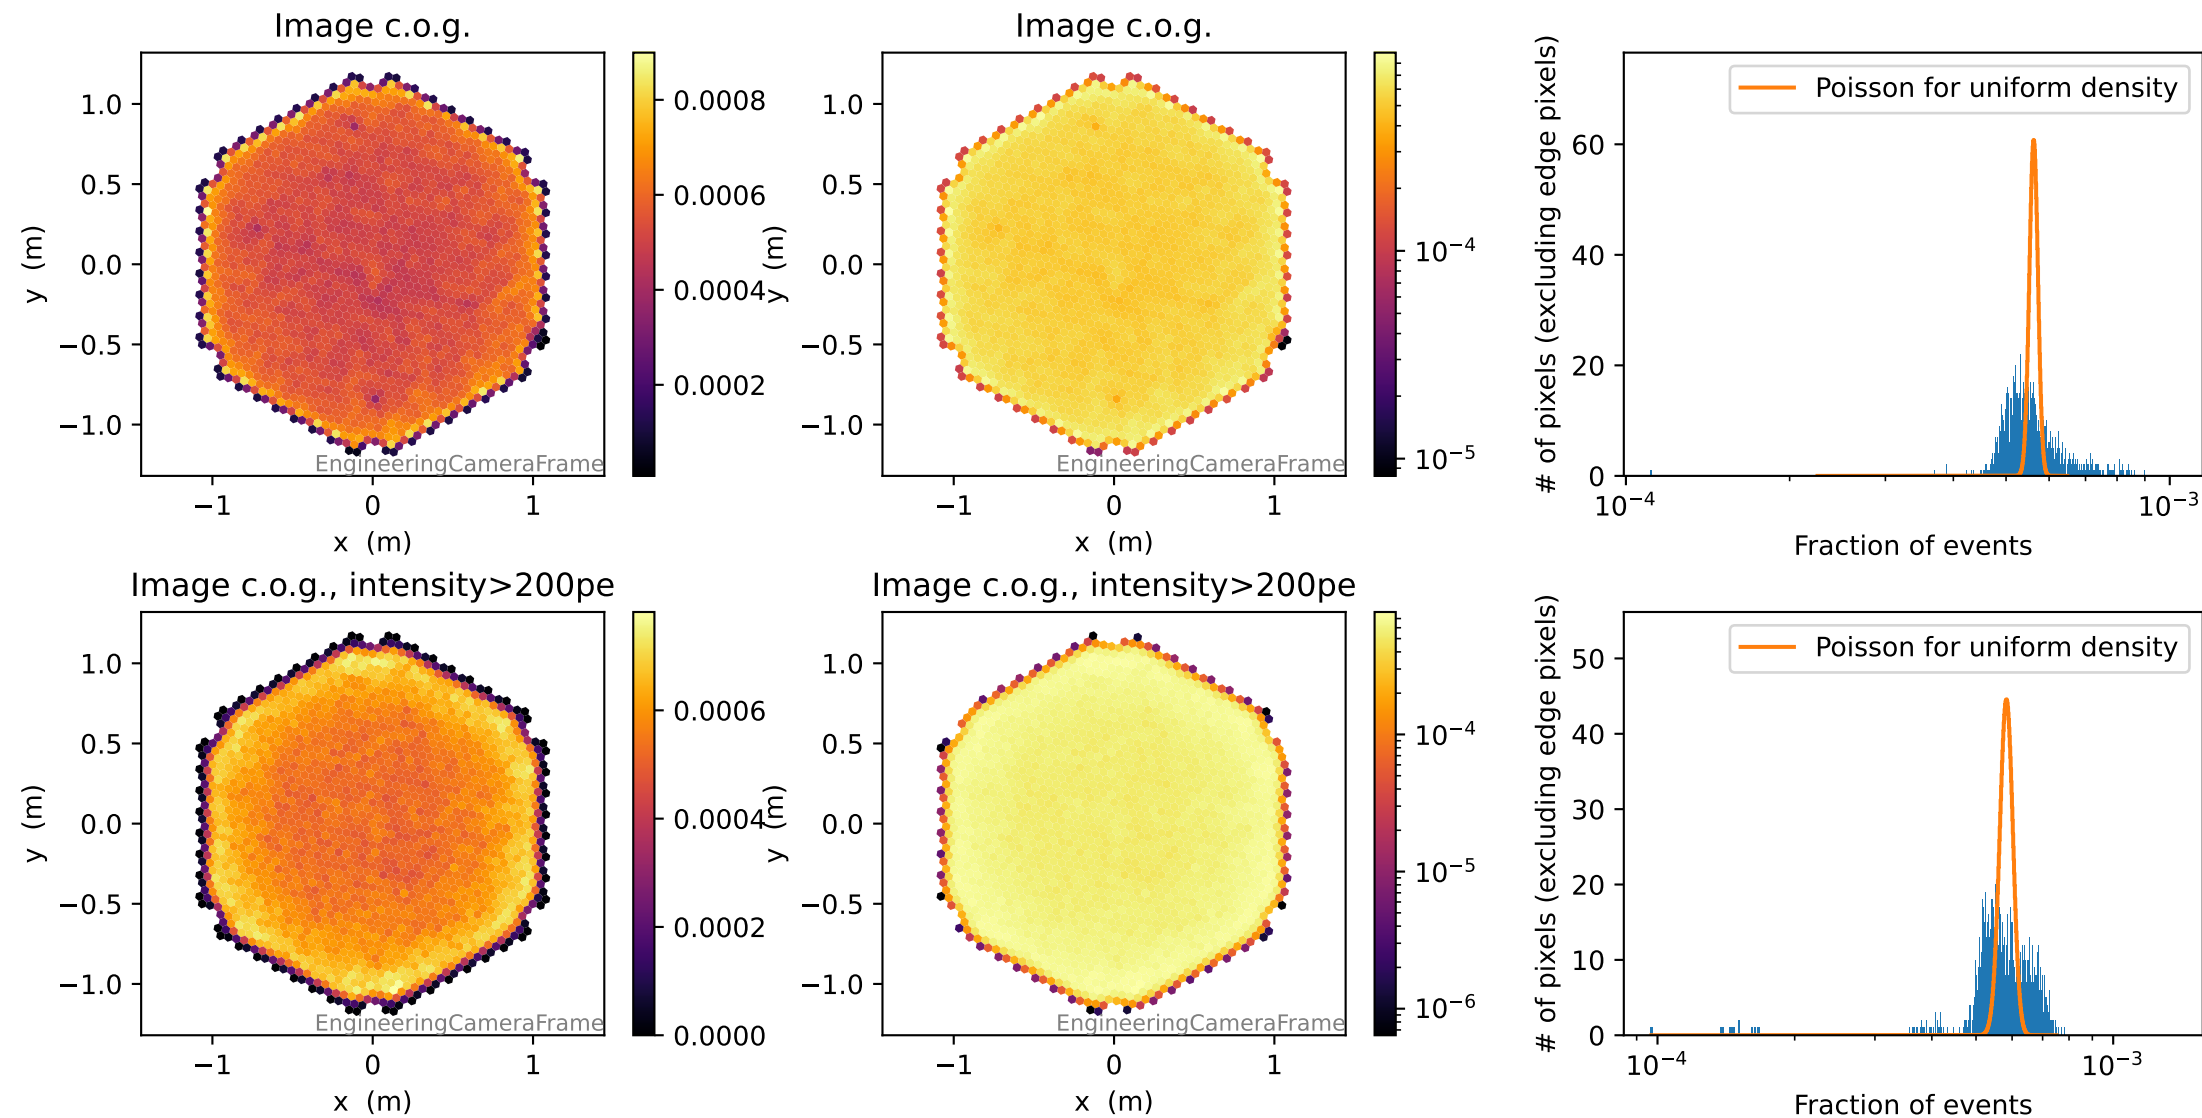 Image c.o.g.
1.0
0.5
0.0
−0.5
−1.0
y (m)
EngineeringCameraFrame
−1 0 1
x (m)
0.0008
0.0006
0.0004
0.0002
Image c.o.g.
1.0
0.5
0.0
−0.5
−1.0
y (m)
EngineeringCameraFrame
−1 0 1
x (m)
10⁻⁴
10⁻⁵
# of pixels (excluding edge pixels)
60
40
20
0
Poisson for uniform density
10⁻⁴ 10⁻³
Fraction of events
Image c.o.g., intensity>200pe
1.0
0.5
0.0
−0.5
−1.0
y (m)
EngineeringCameraFrame
−1 0 1
x (m)
0.0006
0.0004
0.0002
0.0000
Image c.o.g., intensity>200pe
1.0
0.5
0.0
−0.5
−1.0
y (m)
EngineeringCameraFrame
−1 0 1
x (m)
10⁻⁴
10⁻⁵
10⁻⁶
# of pixels (excluding edge pixels)
50
40
30
20
10
0
Poisson for uniform density
10⁻⁴ 10⁻³
Fraction of events